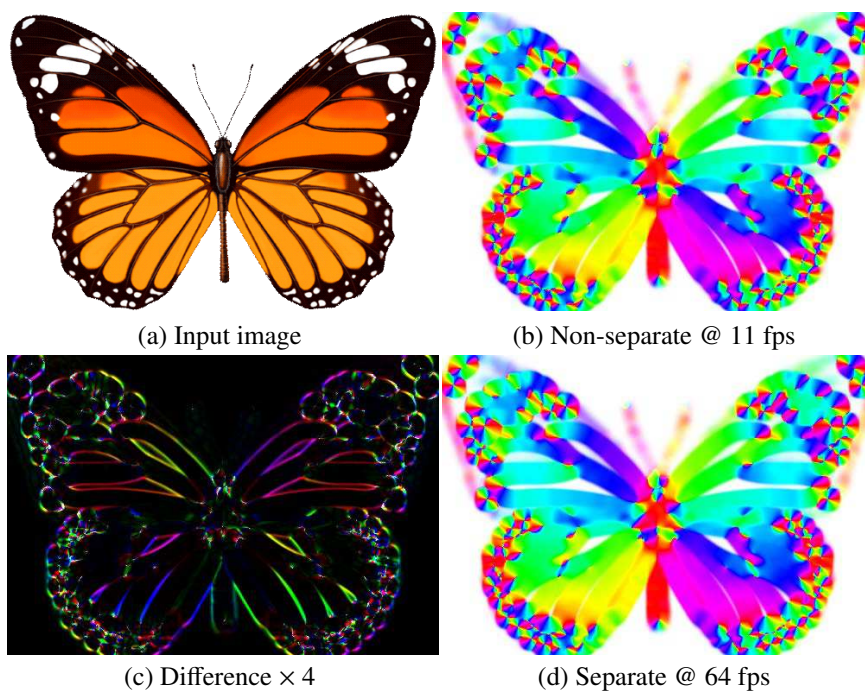 (a) Input image
(b) Non-separate @ 11 fps
(c) Difference × 4
(d) Separate @ 64 fps